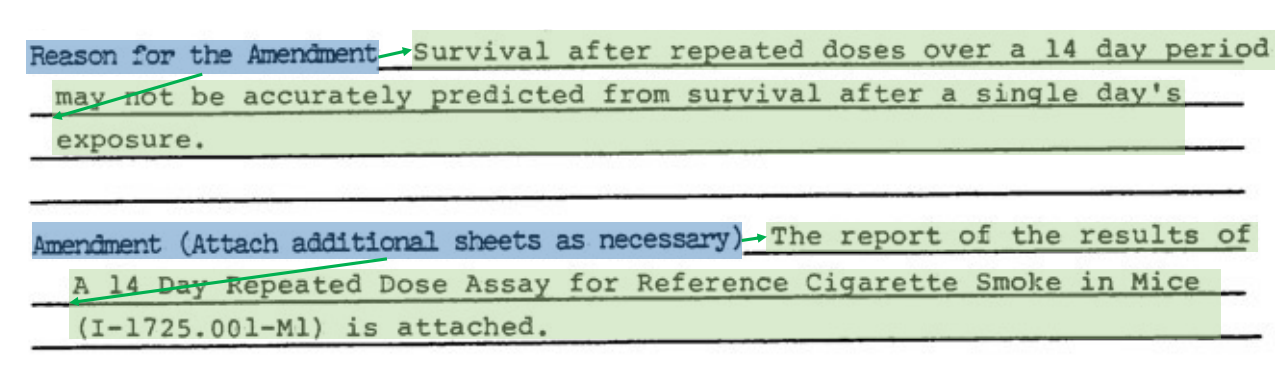 Reason for the Amendment Survival after repeated doses over a 14 day period
may not be accurately predicted from survival after a single day's
exposure.
Amendment (Attach additional sheets as necessary) The report of the results of
A 14 Day Repeated Dose Assay for Reference Cigarette Smoke in Mice
(I-1725.001-M1) is attached.